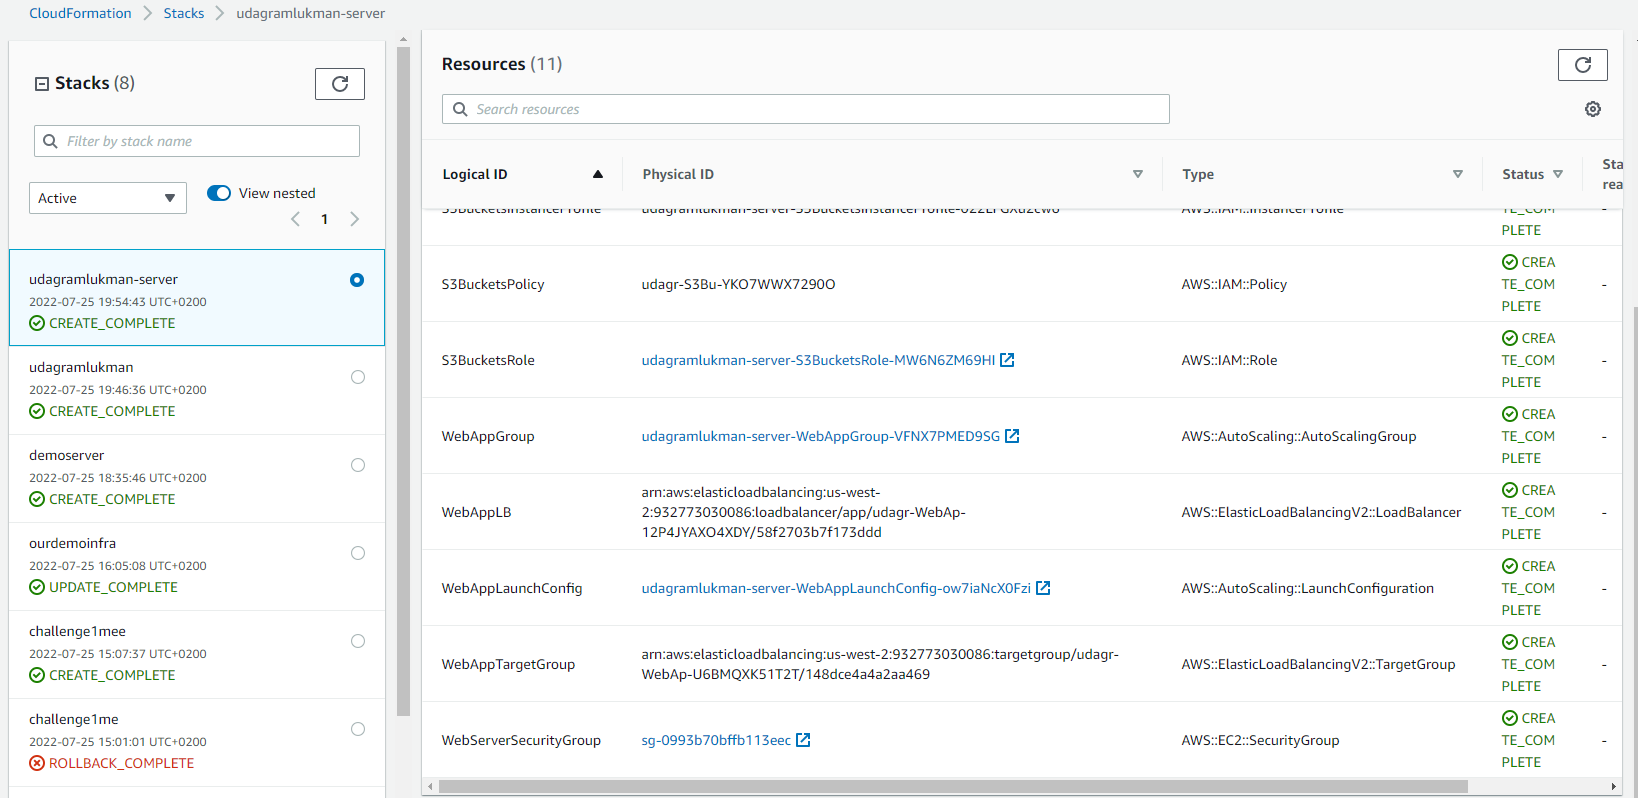 CloudFormation > Stacks > udagramlukman-server
Stacks (8)
Filter by stack name
Active
View nested
1
udagramlukman-server
2022-07-25 19:54:43 UTC+0200
CREATE_COMPLETE
udagramlukman
2022-07-25 19:46:36 UTC+0200
CREATE_COMPLETE
demoserver
2022-07-25 18:35:46 UTC+0200
CREATE_COMPLETE
ourdemoinfra
2022-07-25 16:05:08 UTC+0200
UPDATE_COMPLETE
challenge1mee
2022-07-25 15:07:37 UTC+0200
CREATE_COMPLETE
challenge1me
2022-07-25 15:01:01 UTC+0200
ROLLBACK_COMPLETE
Resources (11)
Search resources
Logical ID Physical ID Type Status Sta
rea
S3BucketsInstanceProfile AWS::IAM::InstanceProfile TE_COM -
PLETE
CREA
S3BucketsPolicy udagr-S3Bu-YKO7WWX7290O AWS::IAM::Policy TE_COM -
PLETE
CREA
S3BucketsRole udagramlukman-server-S3BucketsRole-MW6N6ZM69HI AWS::IAM::Role TE_COM -
PLETE
CREA
WebAppGroup udagramlukman-server-WebAppGroup-VFNX7PMED9SG AWS::AutoScaling::AutoScalingGroup TE_COM -
PLETE
arn:aws:elasticloadbalancing:us-west- CREA
WebAppLB 2:932773030086:loadbalancer/app/udagr-WebAp- AWS::ElasticLoadBalancingV2::LoadBalancer TE_COM -
12P4JYAXO4XDY/58f2703b7f173ddd PLETE
CREA
WebAppLaunchConfig udagramlukman-server-WebAppLaunchConfig-ow7iaNcX0Fzi AWS::AutoScaling::LaunchConfiguration TE_COM -
PLETE
CREA
arn:aws:elasticloadbalancing:us-west-2:932773030086:targetgroup/udagr-
WebAppTargetGroup WebAp-U6BMQXK51T2T/148dce4a4a2aa469 AWS::ElasticLoadBalancingV2::TargetGroup TE_COM -
PLETE
CREA
WebServerSecurityGroup sg-0993b70bffb113eec AWS::EC2::SecurityGroup TE_COM -
PLETE